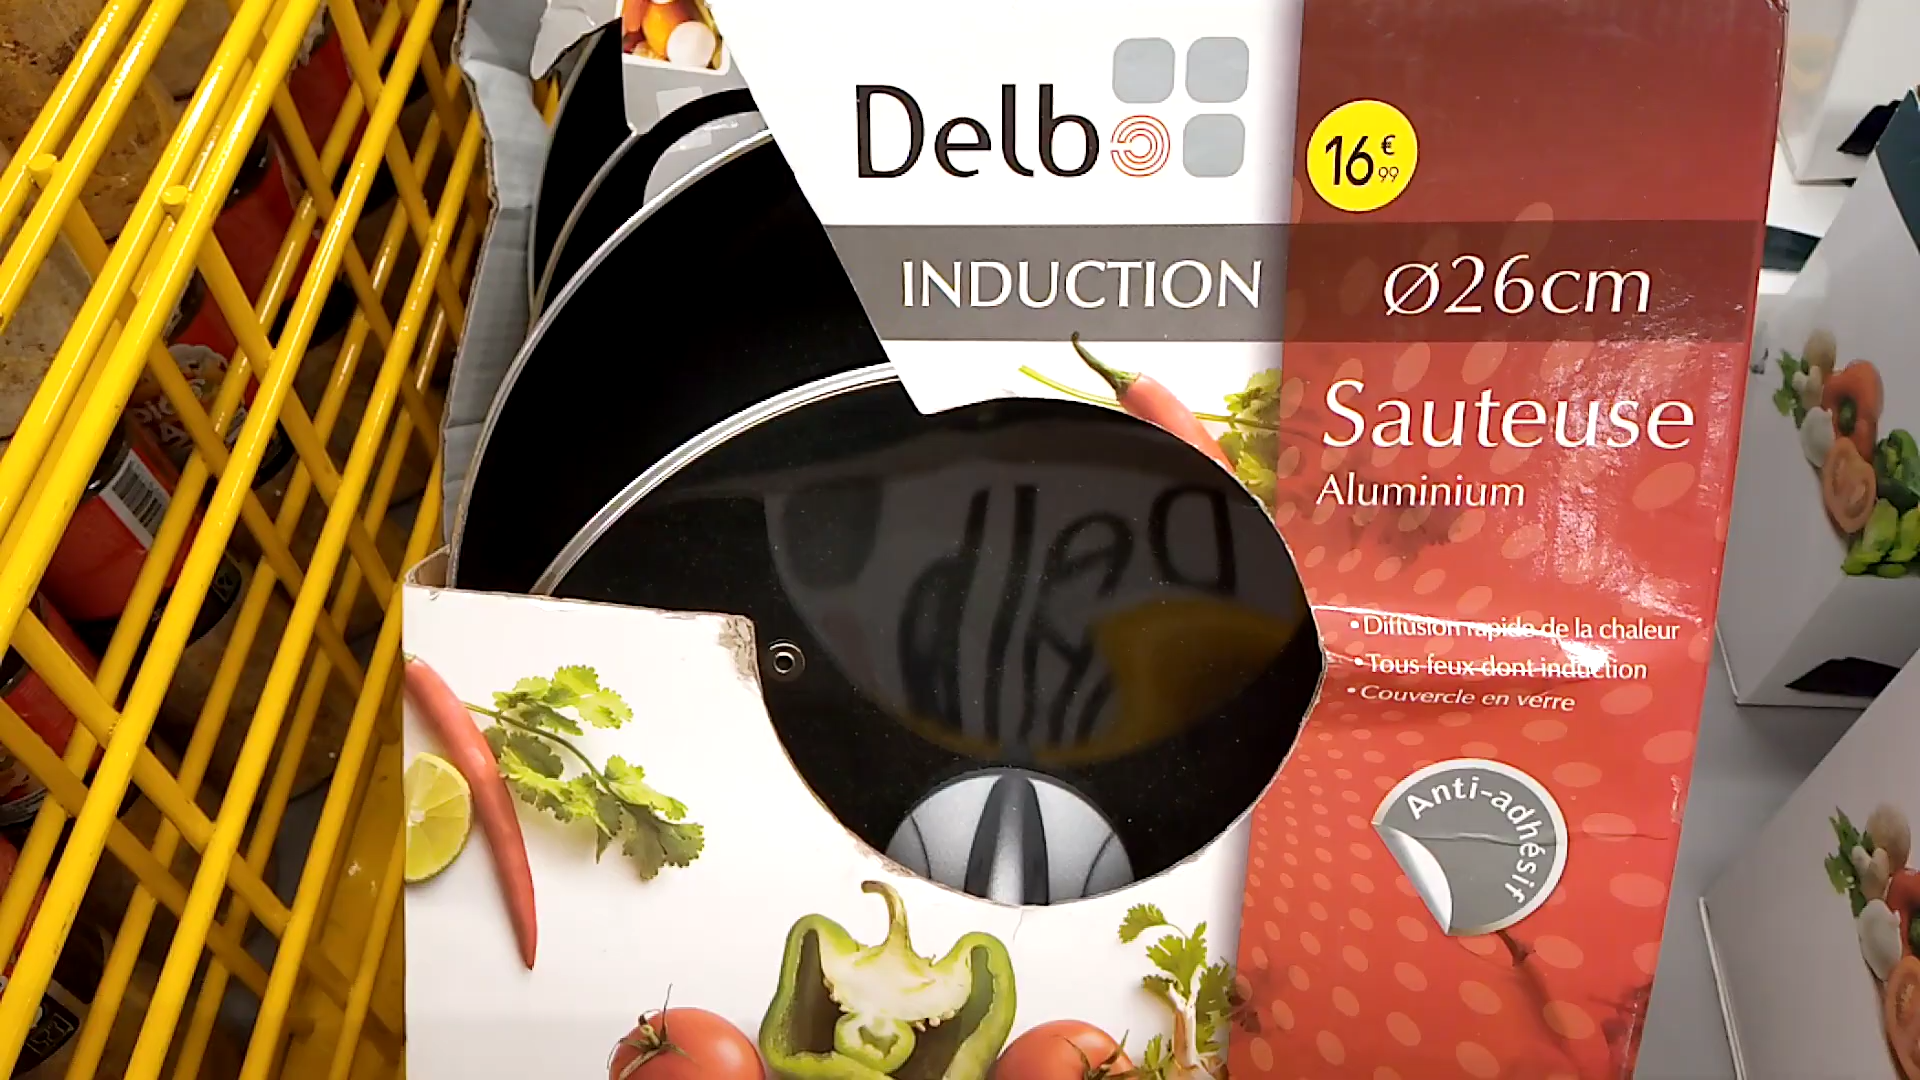 Delbo
16€99
INDUCTION
Ø26cm
Sauteuse
Aluminium
•Diffusion rapide de la chaleur
•Tous feux dont induction
•Couvercle en verre
Anti-adhésif